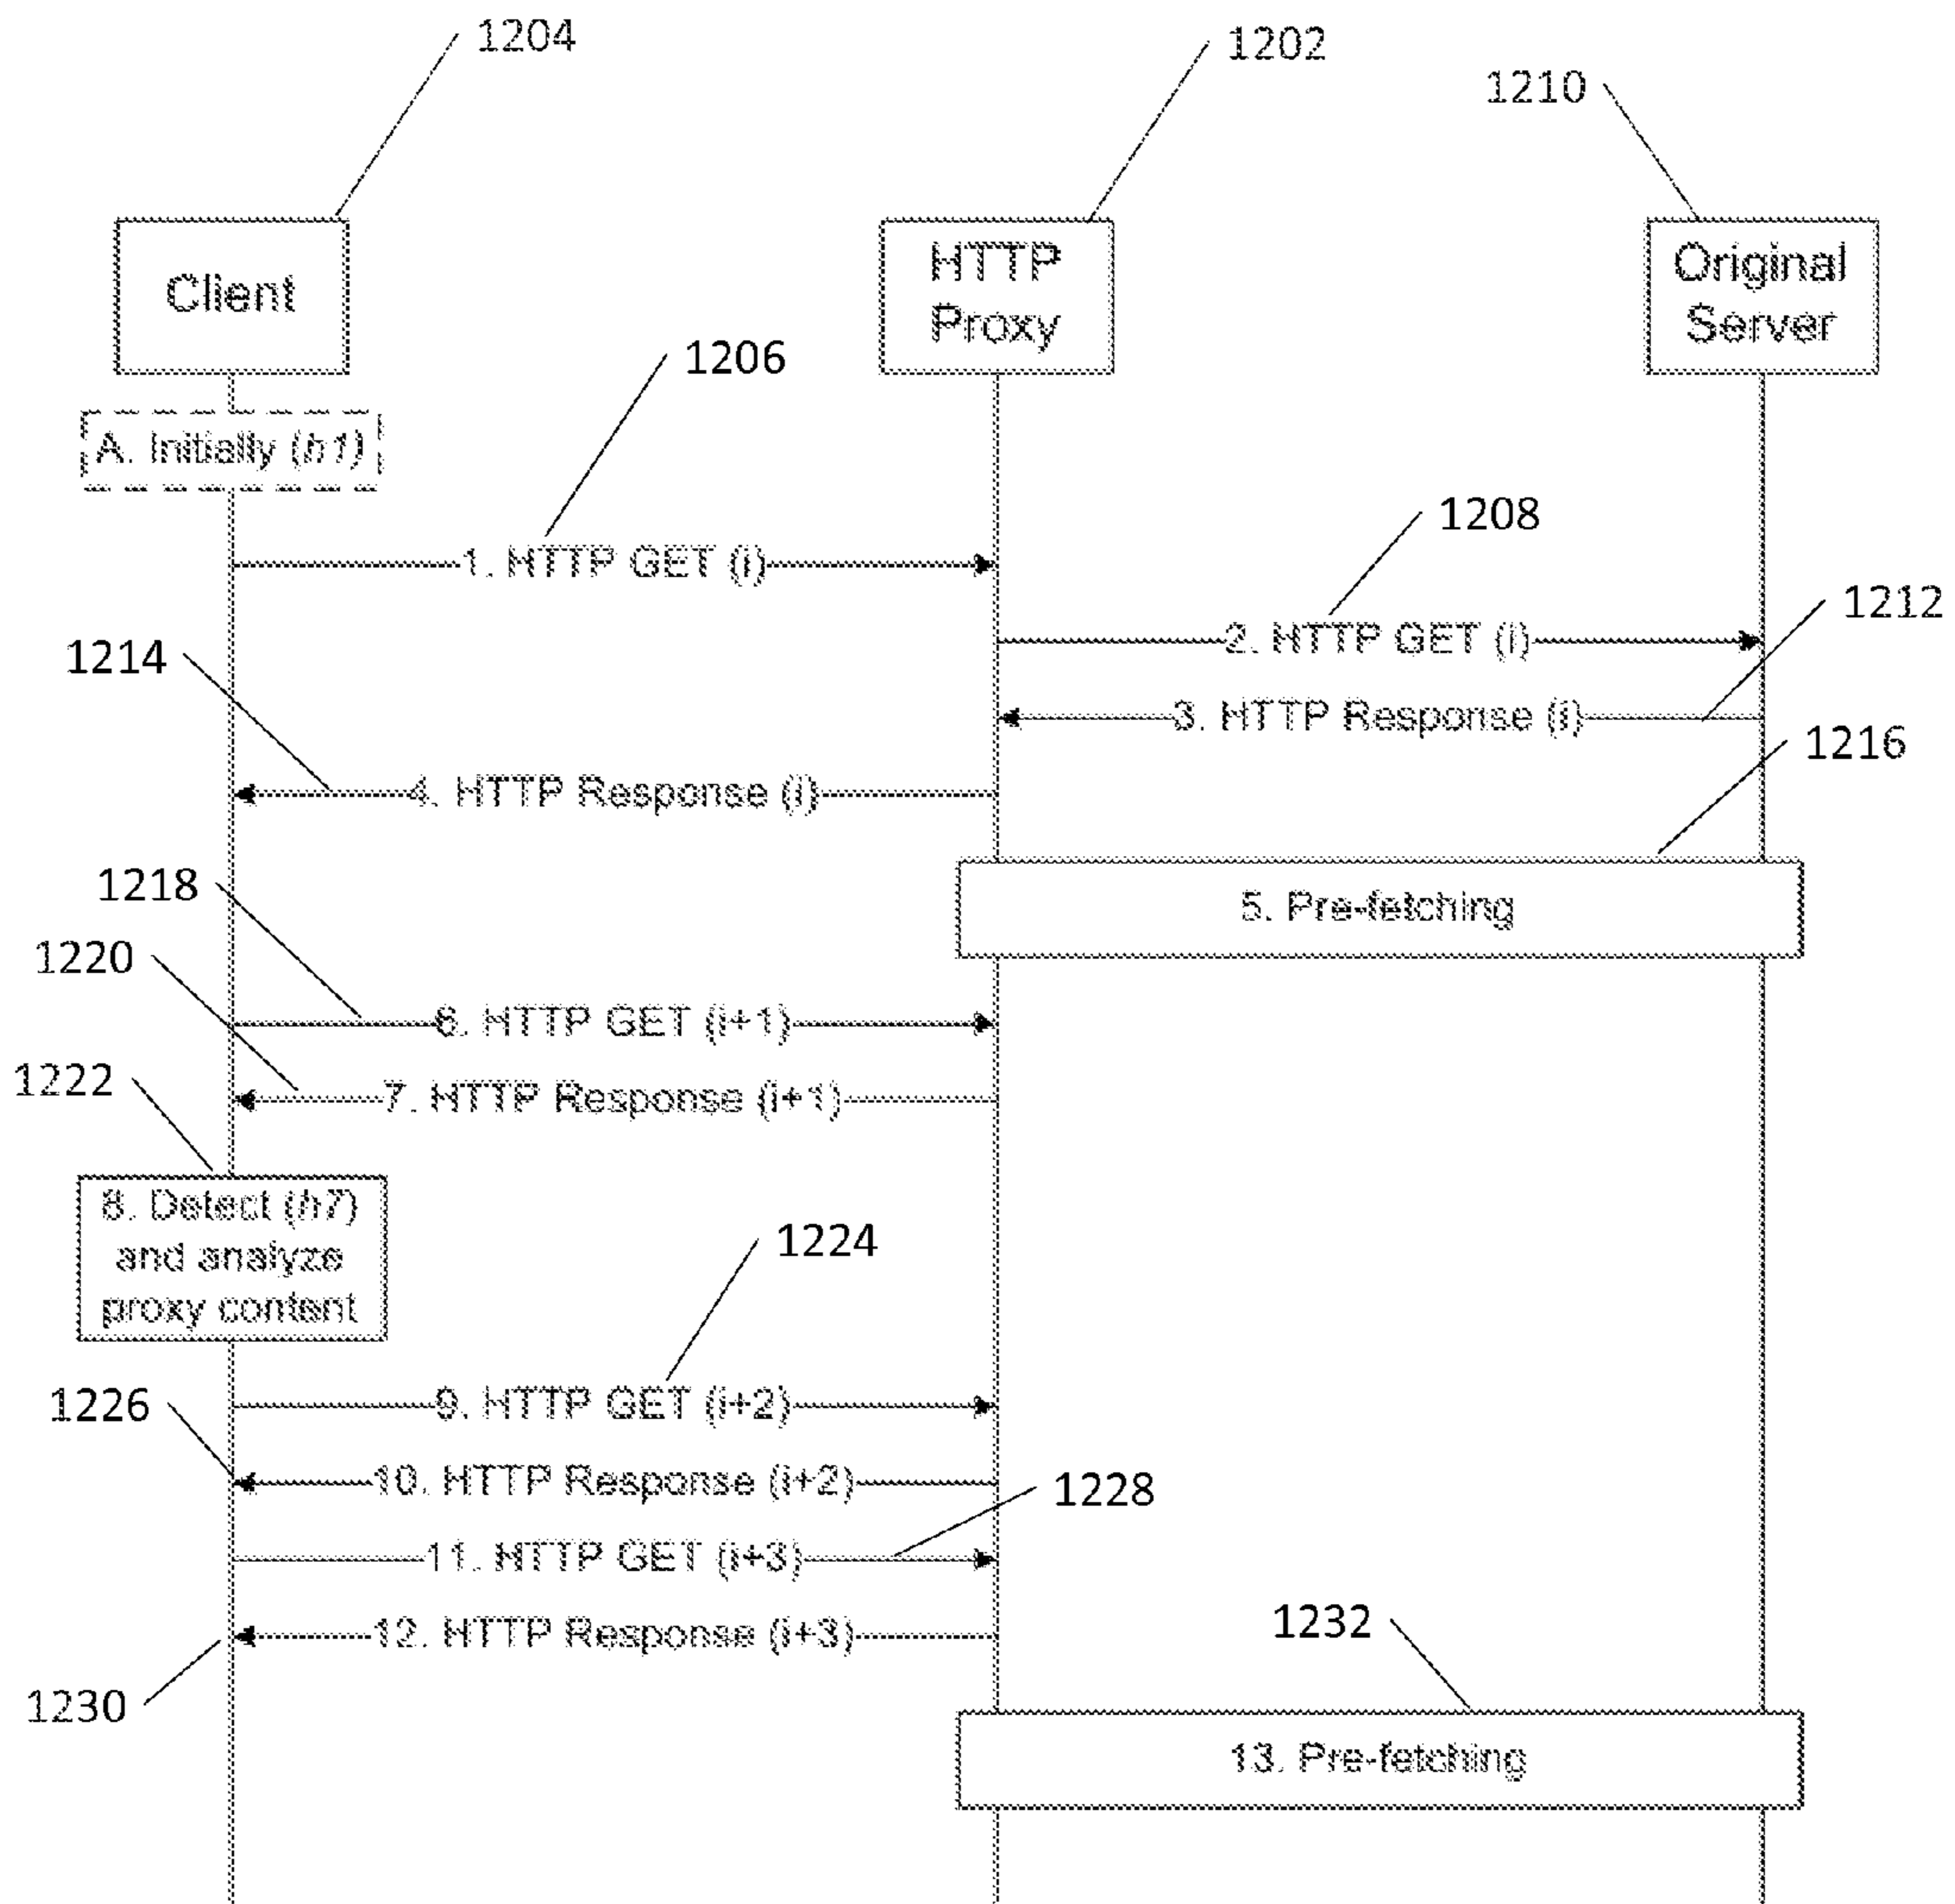 1204
1202
1210
Client
HTTP
Proxy
Original
Server
1206
A. Initially (h1)
1208
1. HTTP GET (i)
1212
2. HTTP GET (i)
1214
3. HTTP Response (i)
1216
4. HTTP Response (i)
1218
5. Pre-fetching
1220
6. HTTP GET (i+1)
1222
7. HTTP Response (i+1)
8. Detect (h7)
and analyze
proxy content
1224
1226
9. HTTP GET (i+2)
10. HTTP Response (i+2)
1228
11. HTTP GET (i+3)
1232
12. HTTP Response (i+3)
1230
13. Pre-fetching